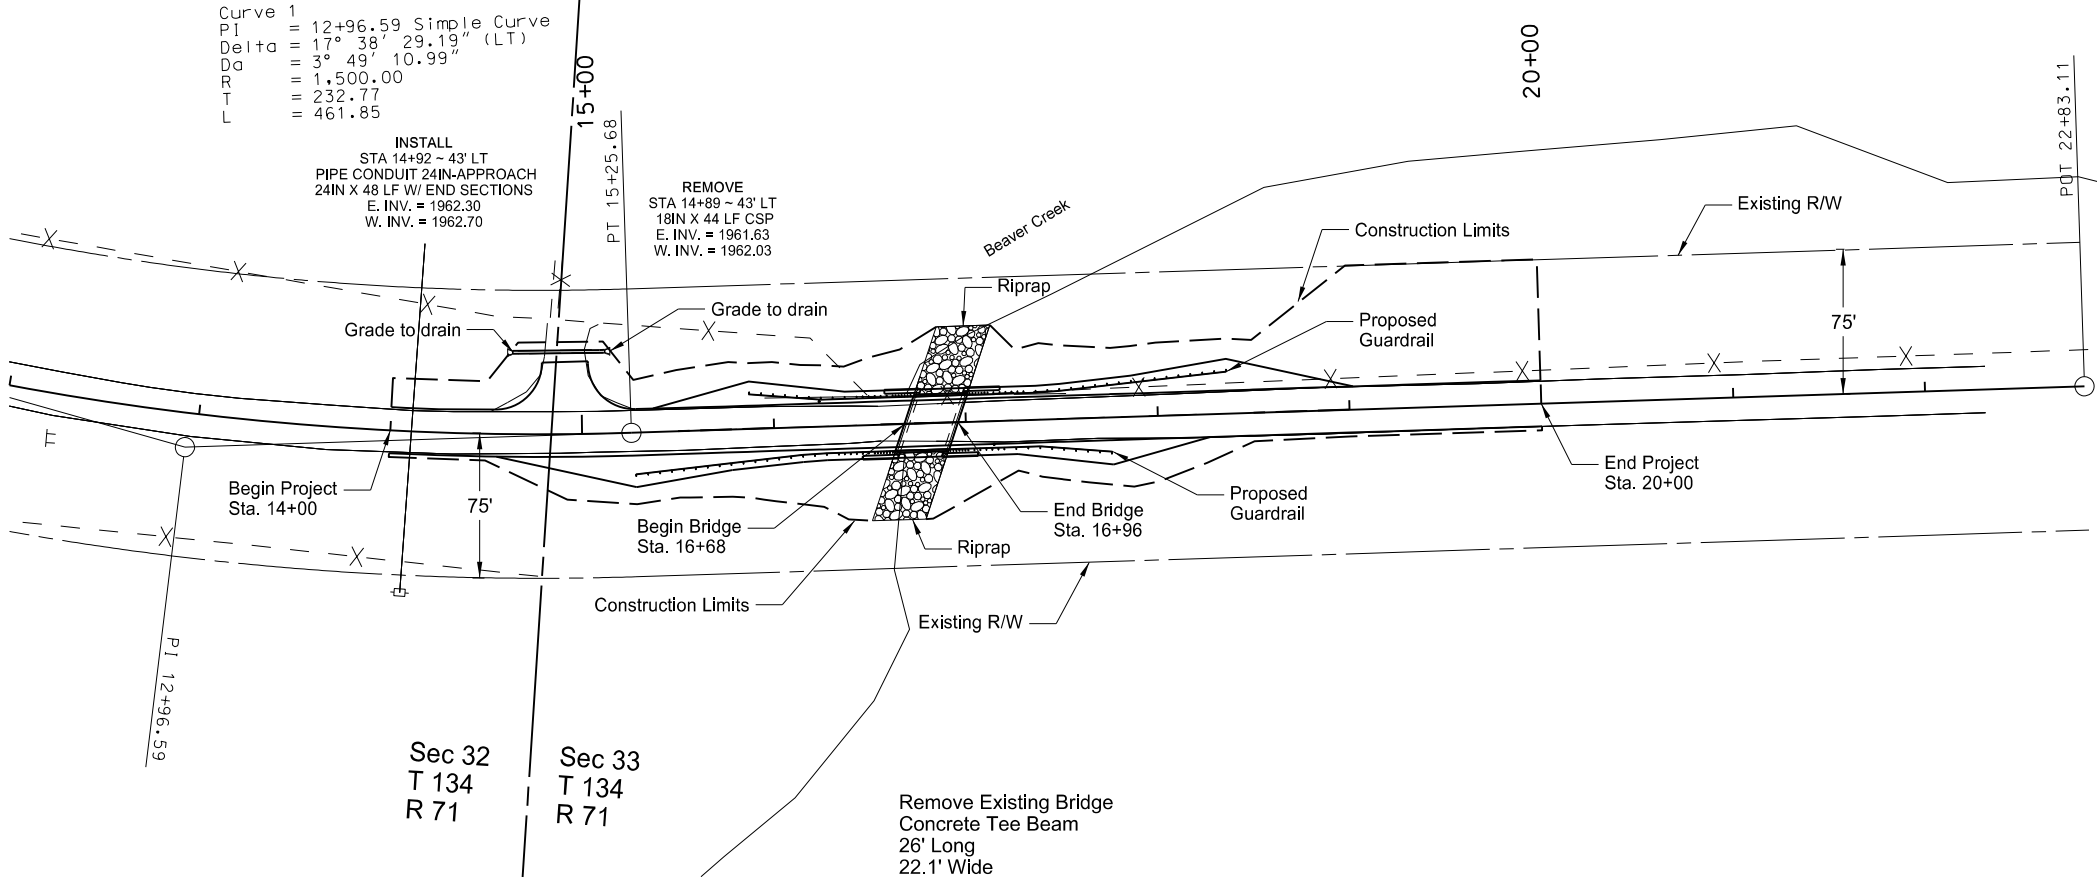 Curve 1
PI = 12+96.59 Simple Curve
Delta = 17° 38' 29.19" (LT)
Da = 3° 49' 10.99"
R = 1,500.00
T = 232.77
L = 461.85
15+00
20+00
POT 22+83.11
PT 15+25.68
INSTALL
STA 14+92 ~ 43' LT
PIPE CONDUIT 24IN-APPROACH
24IN X 48 LF W/ END SECTIONS
E. INV. = 1962.30
W. INV. = 1962.70
REMOVE
STA 14+89 ~ 43' LT
18IN X 44 LF CSP
E. INV. = 1961.63
W. INV. = 1962.03
Beaver Creek
Existing R/W
Construction Limits
Riprap
Grade to drain
Grade to drain
Proposed
Guardrail
75'
Begin Project
Sta. 14+00
75'
Begin Bridge
Sta. 16+68
End Bridge
Sta. 16+96
Proposed
Guardrail
End Project
Sta. 20+00
Riprap
Construction Limits
Existing R/W
PI 12+96.59
Sec 32
T 134
R 71
Sec 33
T 134
R 71
Remove Existing Bridge
Concrete Tee Beam
26' Long
22.1' Wide